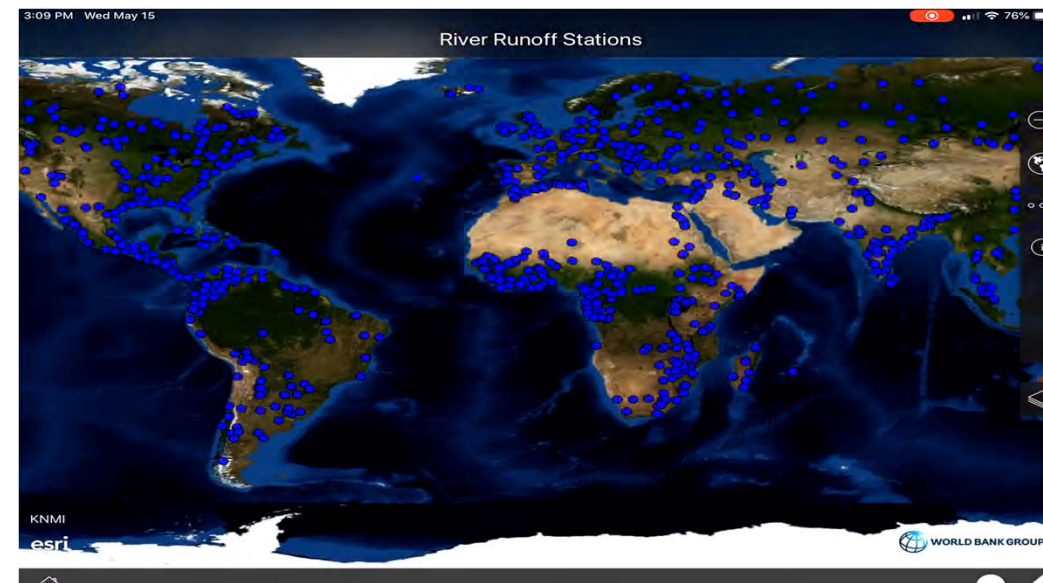 3:09 PM Wed May 15
76%
River Runoff Stations
KNMI
esri
WORLD BANK GROUP